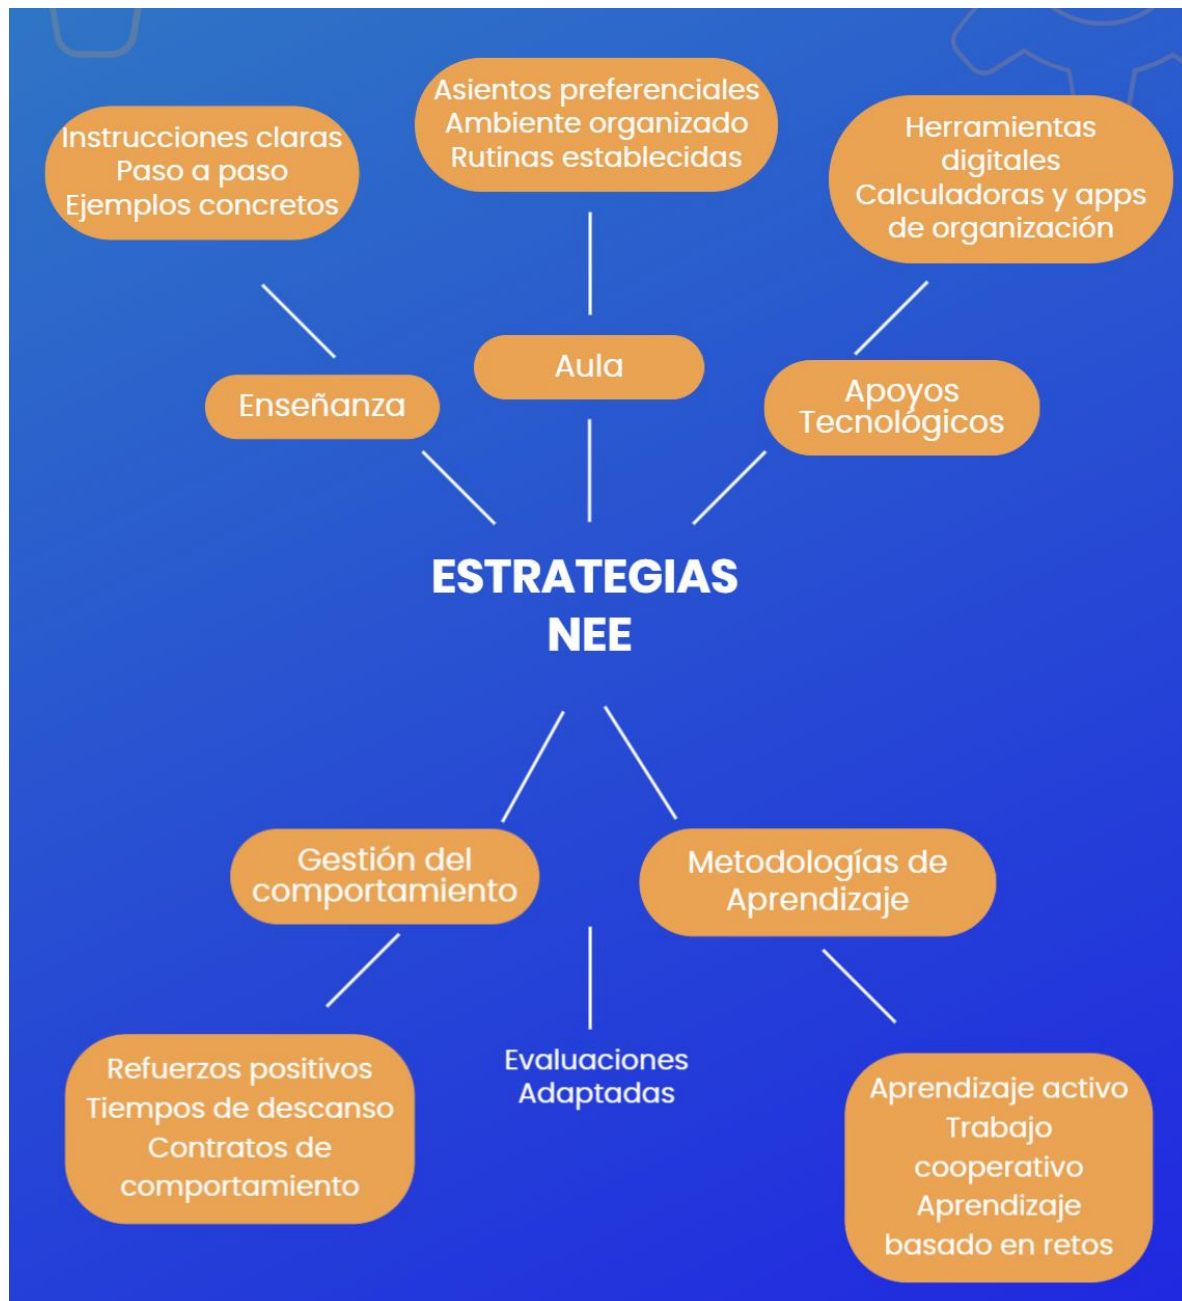 Instrucciones claras
Paso a paso
Ejemplos concretos
Asientos preferenciales
Ambiente organizado
Rutinas establecidas
Herramientas
digitales
Calculadoras y apps
de organización
Enseñanza
Aula
Apoyos
Tecnológicos
ESTRATEGIAS
NEE
Gestión del
comportamiento
Metodologías de
Aprendizaje
Refuerzos positivos
Tiempos de descanso
Contratos de
comportamiento
Evaluaciones
Adaptadas
Aprendizaje activo
Trabajo
cooperativo
Aprendizaje
basado en retos